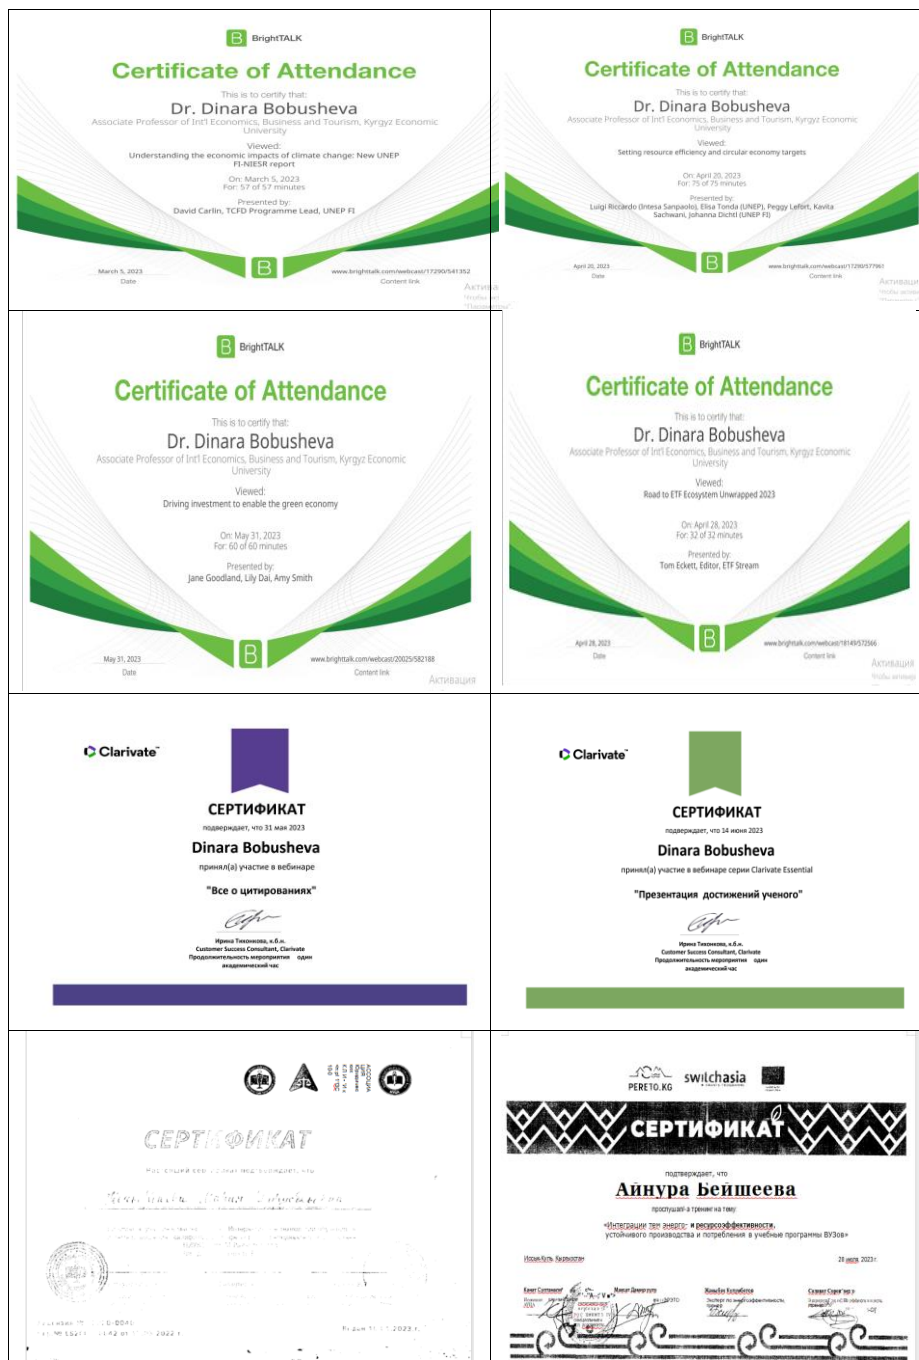 BrightTALK
Certificate of Attendance
This is to certify that:
Dr. Dinara Bobusheva
Associate Professor of Int'l Economics, Business and Tourism, Kyrgyz Economic
University
Viewed:
Understanding the economic impacts of climate change: New UNEP
FI-NIESR report
On: March 5, 2023
For: 57 of 57 minutes
Presented by:
David Carlin, TCFD Programme Lead, UNEP FI
March 5, 2023
Date
www.brighttalk.com/webcast/17290/541352
Content link
Актива
BrightTALK
Certificate of Attendance
This is to certify that:
Dr. Dinara Bobusheva
Associate Professor of Int'l Economics, Business and Tourism, Kyrgyz Economic
University
Viewed:
Setting resource efficiency and circular economy targets
On: April 20, 2023
For: 75 of 75 minutes
Presented by:
Luigi Riccardo (Intesa Sanpaolo), Elisa Tonda (UNEP), Peggy Lefort, Kavita
Sachwani, Johanna Dichtl (UNEP FI)
April 20, 2023
Date
www.brighttalk.com/webcast/17290/577961
Content link
Активаци
BrightTALK
Certificate of Attendance
This is to certify that:
Dr. Dinara Bobusheva
Associate Professor of Int'l Economics, Business and Tourism, Kyrgyz Economic
University
Viewed:
Driving investment to enable the green economy
On: May 31, 2023
For: 60 of 60 minutes
Presented by:
Jane Goodland, Lily Dai, Amy Smith
May 31, 2023
Date
www.brighttalk.com/webcast/20025/582188
Content link
Активация
BrightTALK
Certificate of Attendance
This is to certify that:
Dr. Dinara Bobusheva
Associate Professor of Int'l Economics, Business and Tourism, Kyrgyz Economic
University
Viewed:
Road to ETF Ecosystem Unwrapped 2023
On: April 28, 2023
For: 32 of 32 minutes
Presented by:
Tom Eckett, Editor, ETF Stream
April 28, 2023
Date
www.brighttalk.com/webcast/18149/572566
Content link
Активация
Clarivate™
СЕРТИФИКАТ
подверждает, что 31 мая 2023
Dinara Bobusheva
принял(а) участие в вебинаре
"Все о цитированиях"
Ирина Тихонкова, к.б.н.
Customer Success Consultant, Clarivate
Продолжительность мероприятия один
академический час
Clarivate™
СЕРТИФИКАТ
подверждает, что 14 июня 2023
Dinara Bobusheva
принял(а) участие в вебинаре серии Clarivate Essential
"Презентация достижений ученого"
Ирина Тихонкова, к.б.н.
Customer Success Consultant, Clarivate
Продолжительность мероприятия один
академический час
СЕРТИФИКАТ
PERETO.KG
switchasia
СЕРТИФИКАТ
подтверждает, что
Айнура Бейшеева
прослушал-а тренинг на тему:
«Интеграции тем энерго- и ресурсоэффективности,
устойчивого производства и потребления в учебные программы ВУЗов»
Иссык-Куль, Кыргызстан
2023 г.